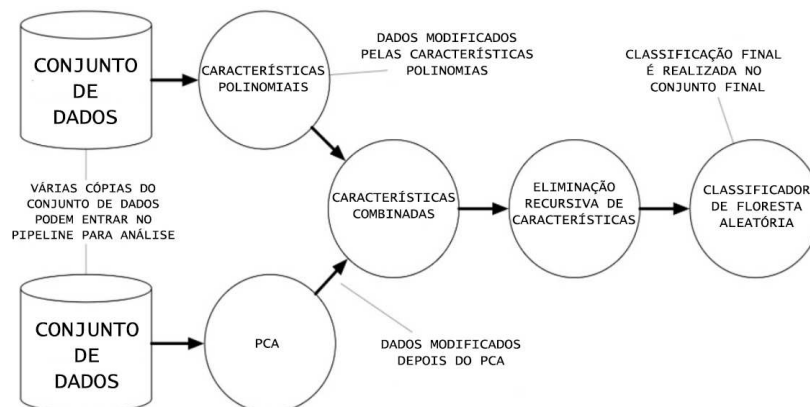 CONJUNTO
DE
DADOS
CARACTERÍSTICAS
POLINOMIAIS
DADOS MODIFICADOS
PELAS CARACTERÍSTICAS
POLINOMIAS
CLASSIFICAÇÃO FINAL
É REALIZADA NO
CONJUNTO FINAL
VÁRIAS CÓPIAS DO
CONJUNTO DE DADOS
PODEM ENTRAR NO
PIPELINE PARA ANÁLISE
CARACTERÍSTICAS
COMBINADAS
ELIMINAÇÃO
RECURSIVA DE
CARACTERÍSTICAS
CLASSIFICADOR
DE FLORESTA
ALEATÓRIA
CONJUNTO
DE
DADOS
PCA
DADOS MODIFICADOS
DEPOIS DO PCA